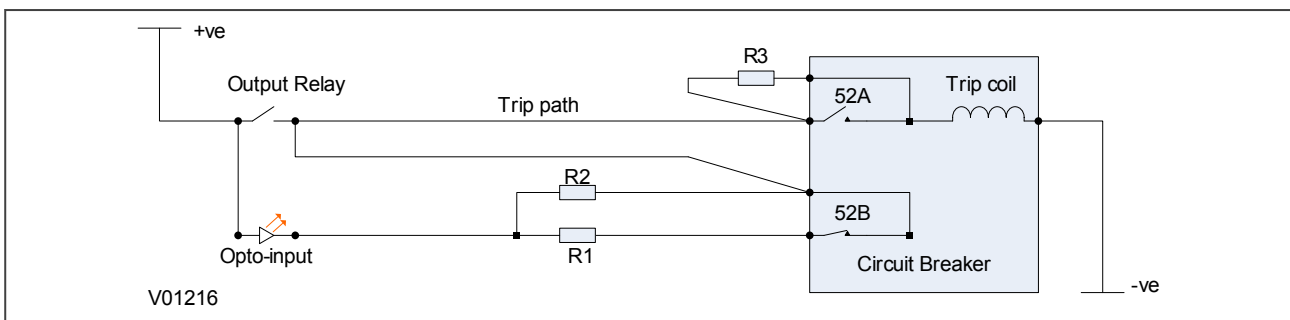 +ve
R3
Output Relay
52A
Trip coil
Trip path
R2
52B
Opto-input
R1
Circuit Breaker
-ve
V01216